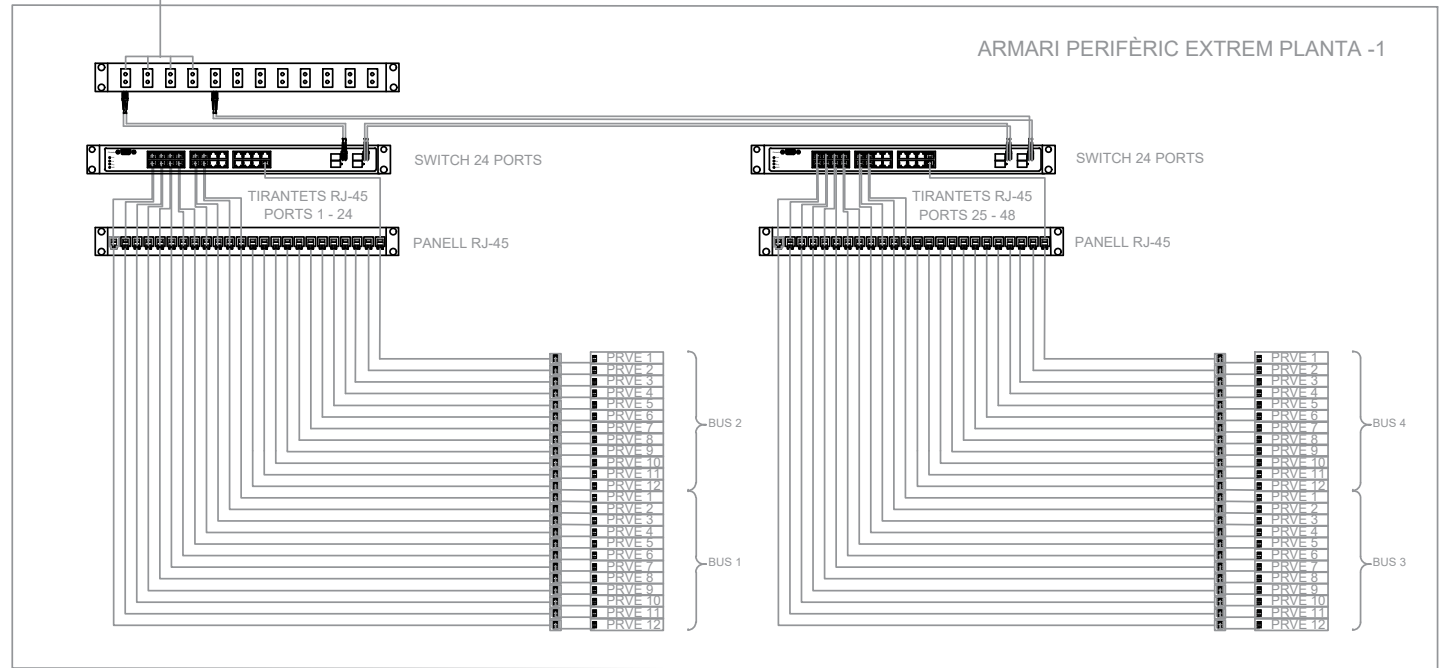 ARMARI PERIFÈRIC EXTREM PLANTA -1
SWITCH 24 PORTS
SWITCH 24 PORTS
TIRANTETS RJ-45
PORTS 1 - 24
TIRANTETS RJ-45
PORTS 25 - 48
PANELL RJ-45
PANELL RJ-45
PRVE 1
PRVE 2
PRVE 3
PRVE 4
PRVE 5
PRVE 6
PRVE 7
PRVE 8
PRVE 9
PRVE 10
PRVE 11
PRVE 12
BUS 2
PRVE 1
PRVE 2
PRVE 3
PRVE 4
PRVE 5
PRVE 6
PRVE 7
PRVE 8
PRVE 9
PRVE 10
PRVE 11
PRVE 12
BUS 1
PRVE 1
PRVE 2
PRVE 3
PRVE 4
PRVE 5
PRVE 6
PRVE 7
PRVE 8
PRVE 9
PRVE 10
PRVE 11
PRVE 12
BUS 4
PRVE 1
PRVE 2
PRVE 3
PRVE 4
PRVE 5
PRVE 6
PRVE 7
PRVE 8
PRVE 9
PRVE 10
PRVE 11
PRVE 12
BUS 3